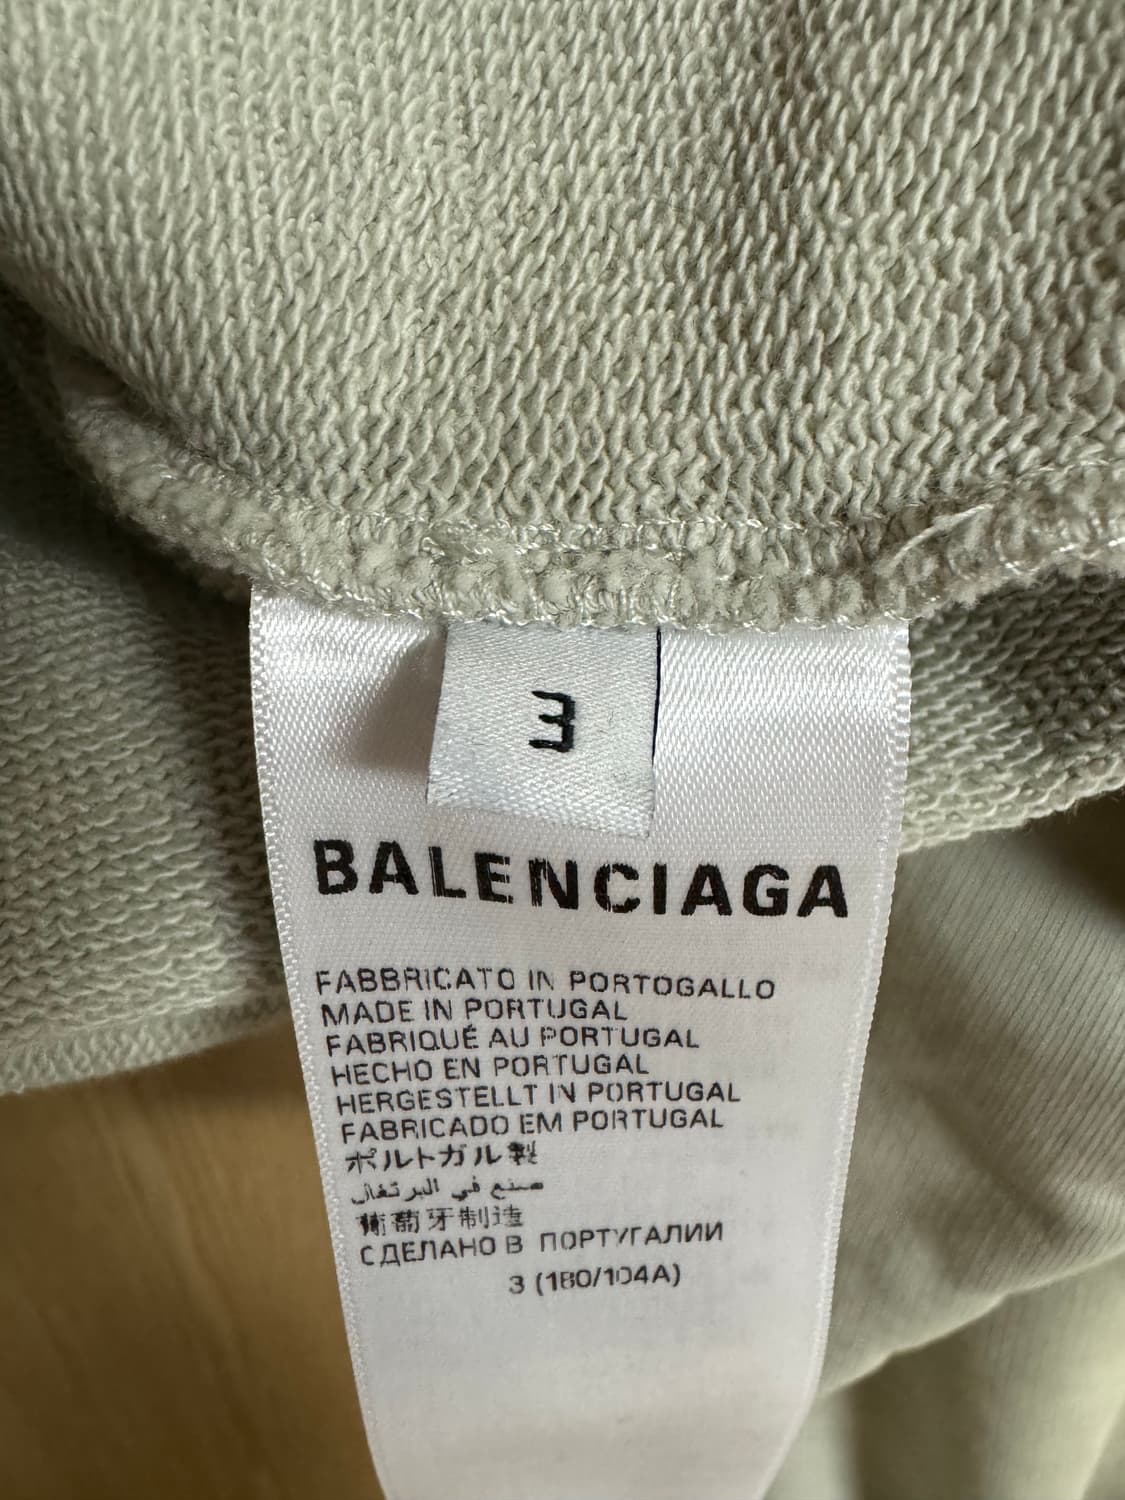 3
BALENCIAGA
FABBRICATO IN PORTOGALLO
MADE IN PORTUGAL
FABRIQUÉ AU PORTUGAL
HECHO EN PORTUGAL
HERGESTELLT IN PORTUGAL
FABRICADO EM PORTUGAL
ポルトガル製
صنع في البرتغال
葡萄牙制造
СДЕЛАНО В ПОРТУГАЛИИ
3 (180/104A)